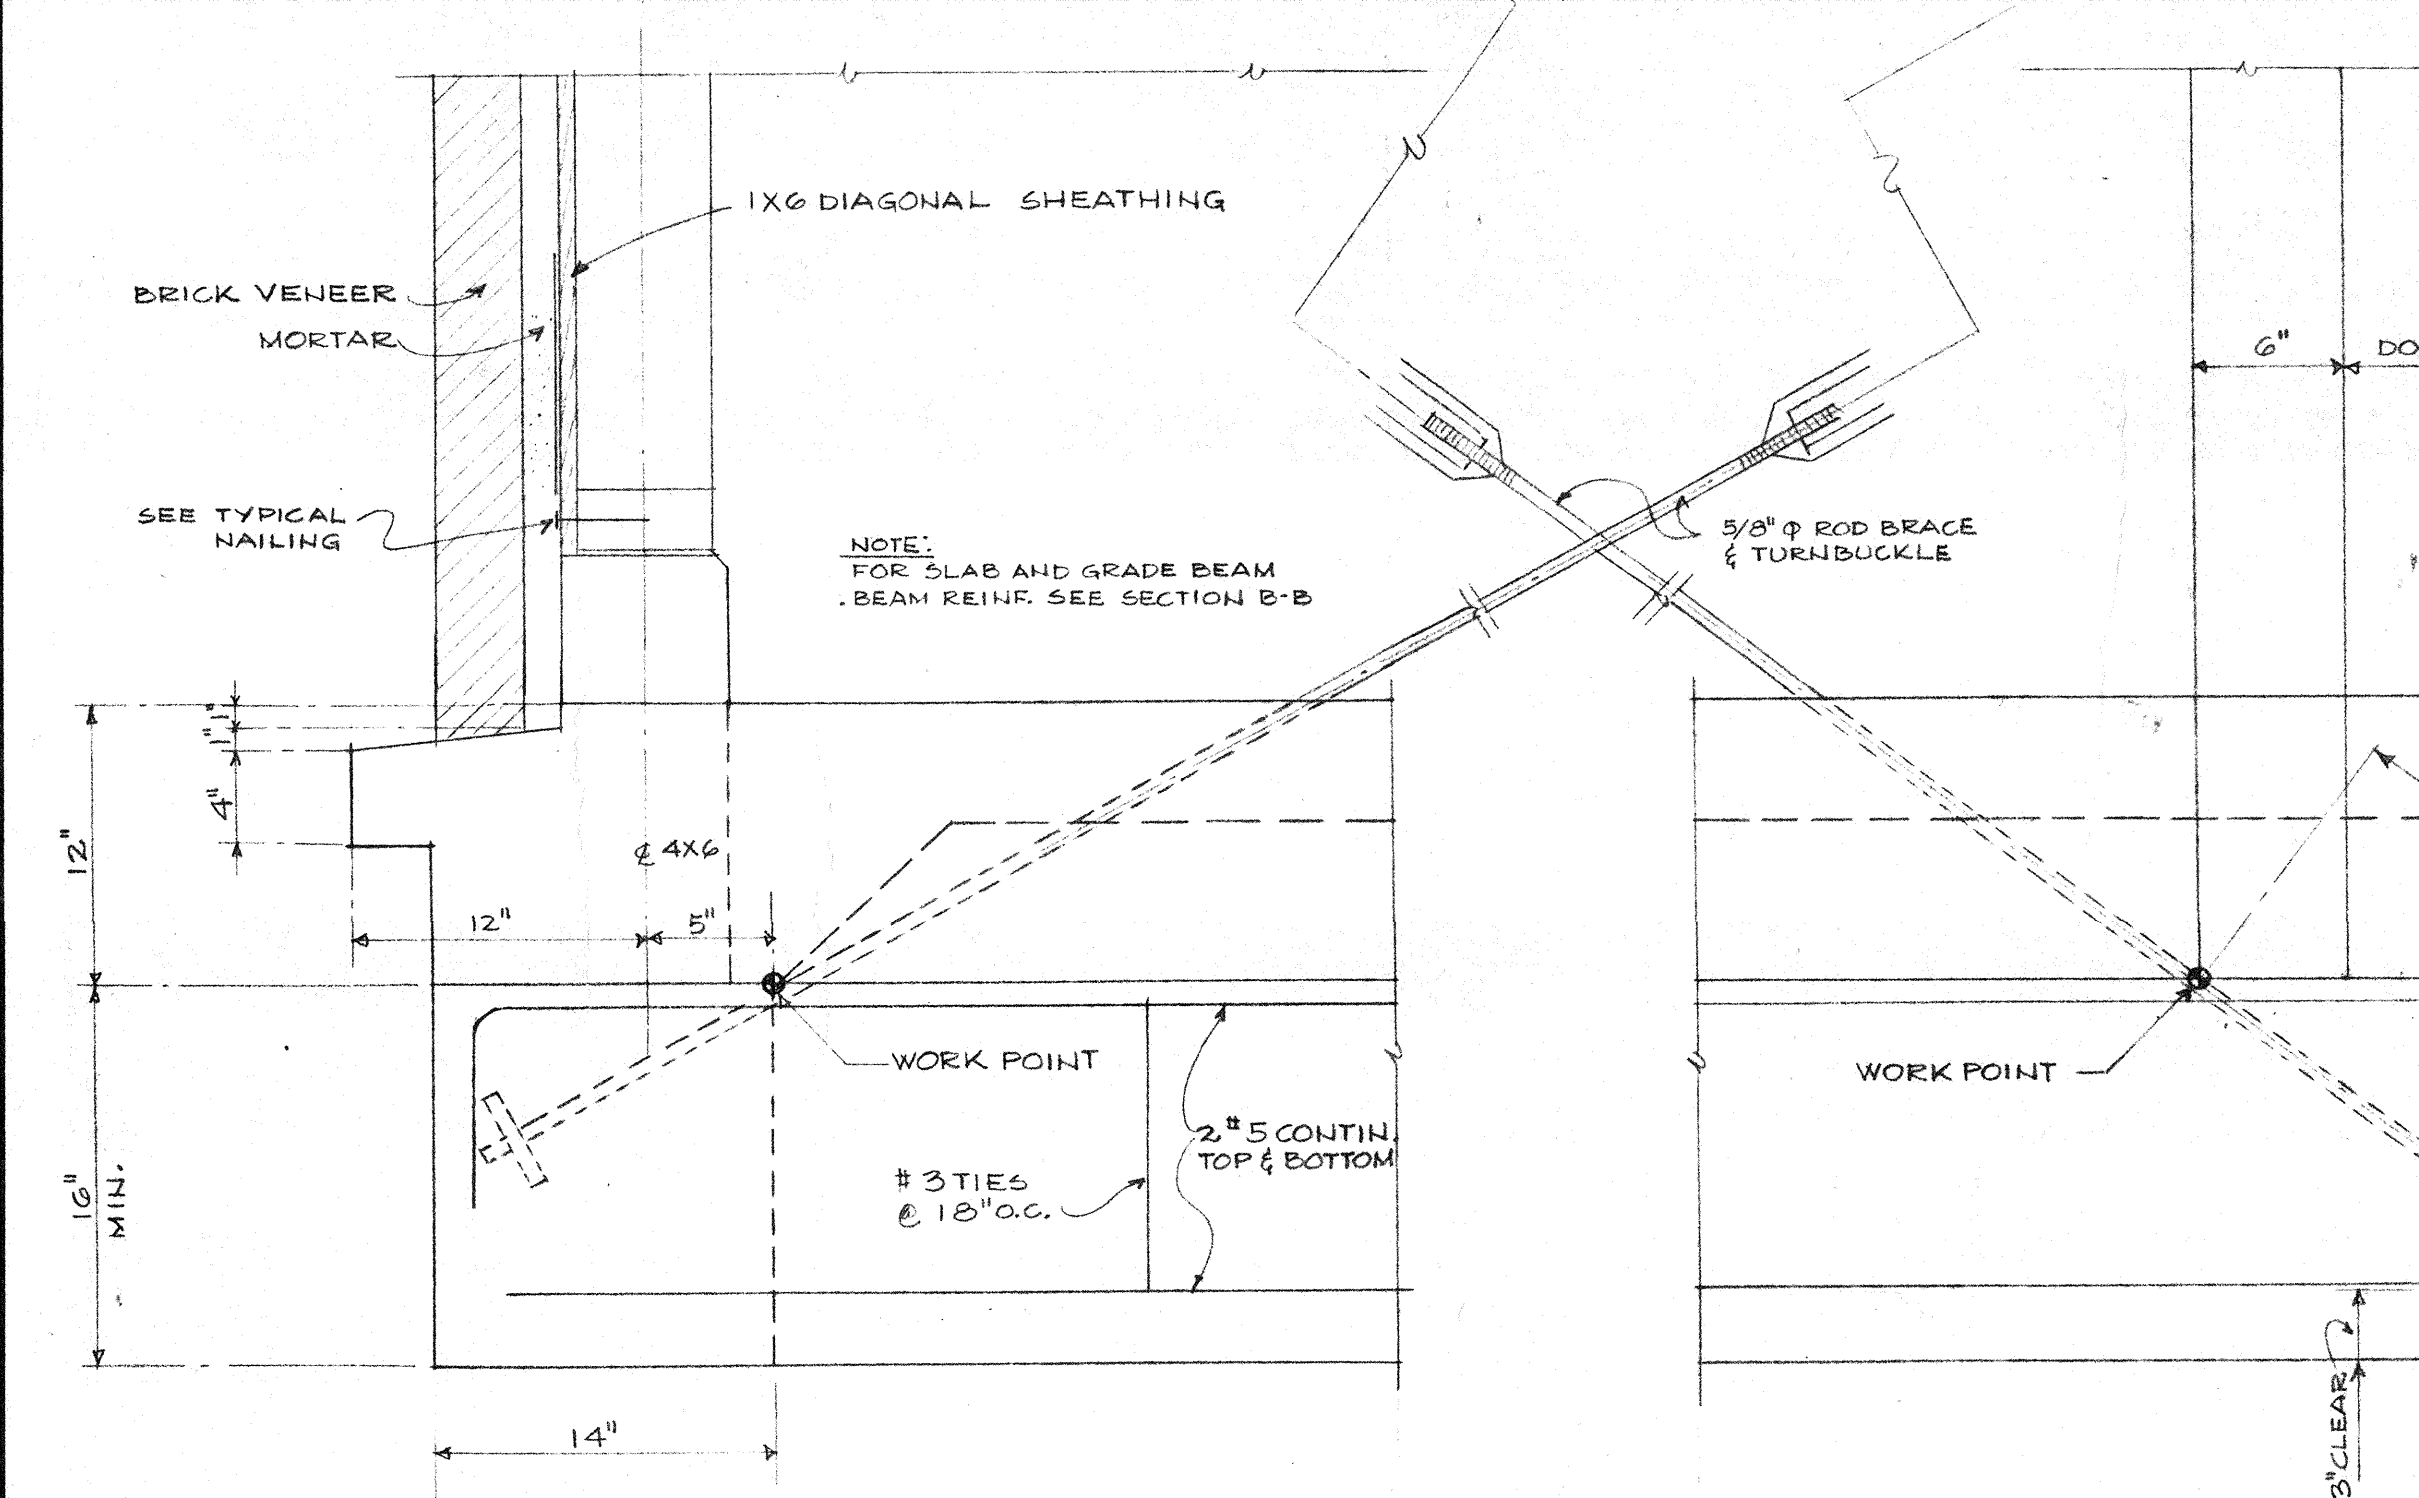 1X6 DIAGONAL SHEATHING
BRICK VENEER
MORTAR
SEE TYPICAL
NAILING
NOTE:
FOR SLAB AND GRADE BEAM
BEAM REINF. SEE SECTION B-B
5/8" Φ ROD BRACE
& TURNBUCKLE
6"
DO
1"
1"
4"
12"
℄ 4X6
12"
5"
WORK POINT
WORK POINT
2 #5 CONTIN.
TOP & BOTTOM
# 3 TIES
@ 18" O.C.
16"
MIN.
14"
3" CLEAR